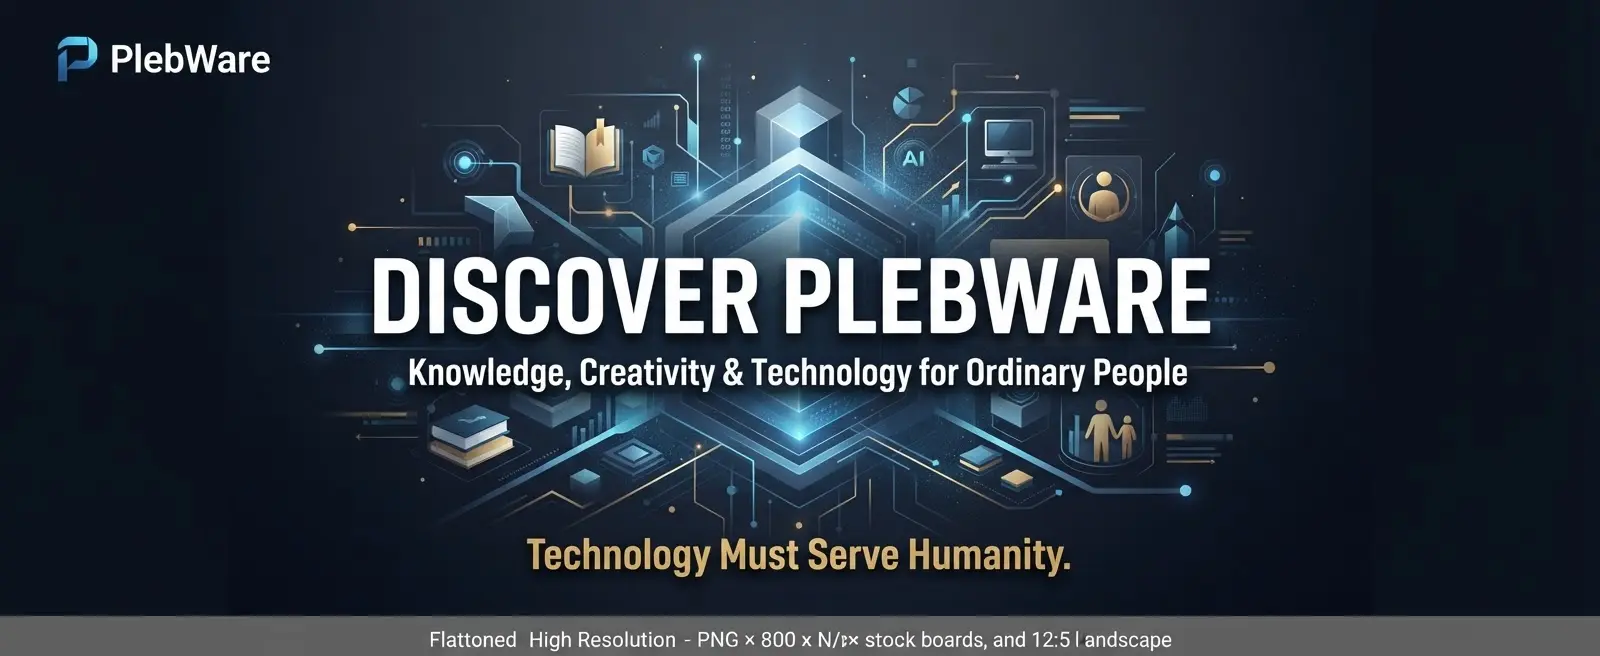 PlebWare
AI
DISCOVER PLEBWARE
Knowledge, Creativity & Technology for Ordinary People
Technology Must Serve Humanity.
Flattoned High Resolution - PNG × 800 x stock boards, and 12:5 landscape